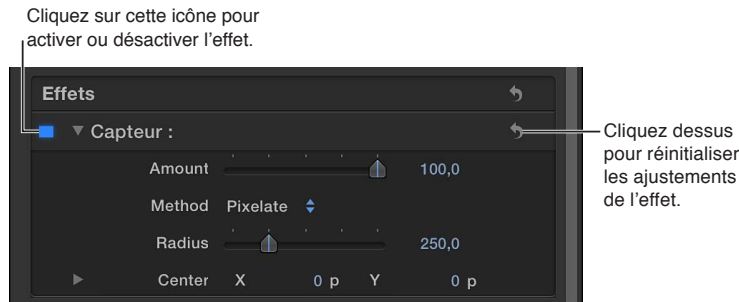 Cliquez sur cette icône pour
activer ou désactiver l’effet.
Effets
Capteur :
Cliquez dessus
pour réinitialiser
les ajustements
de l’effet.
Amount 100,0
Method Pixelate
Radius 250,0
Center X 0 p Y 0 p